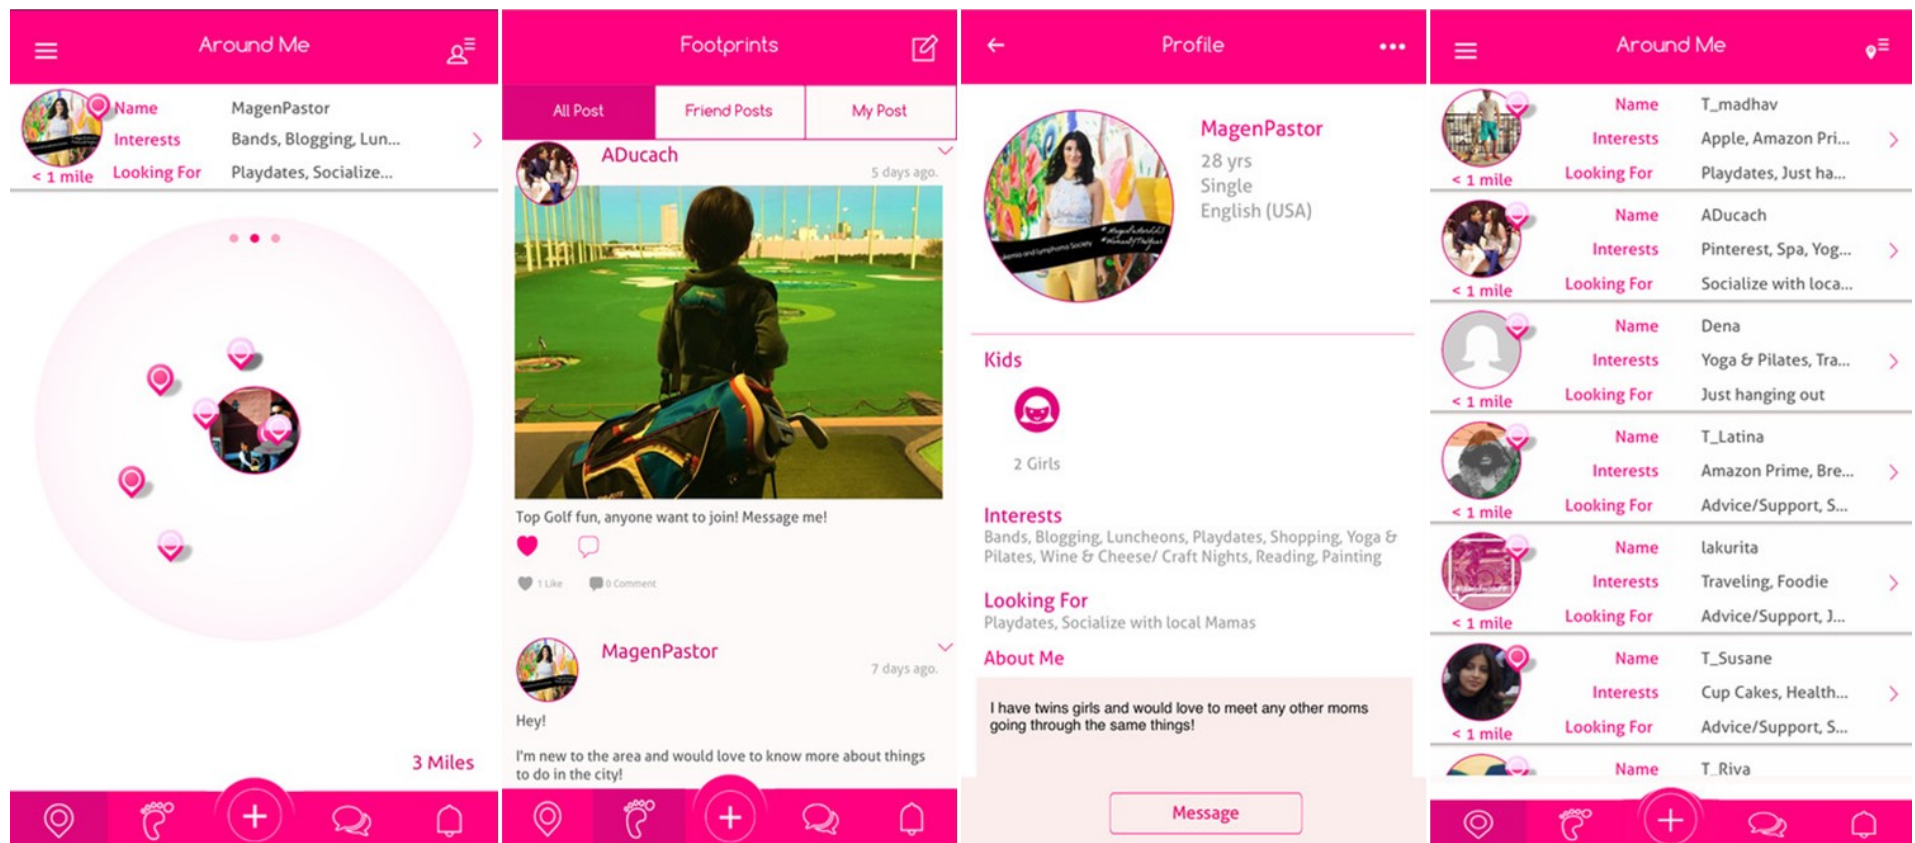 Around Me
Name MagenPastor
Interests Bands, Blogging, Lun...
< 1 mile Looking For Playdates, Socialize...
3 Miles
Footprints
All Post Friend Posts My Post
ADucach
5 days ago.
Top Golf fun, anyone want to join! Message me!
1 Like 0 Comment
MagenPastor
7 days ago.
Hey!
I'm new to the area and would love to know more about things
to do in the city!
Profile
MagenPastor
28 yrs
Single
English (USA)
Kids
2 Girls
Interests
Bands, Blogging, Luncheons, Playdates, Shopping, Yoga &
Pilates, Wine & Cheese/ Craft Nights, Reading, Painting
Looking For
Playdates, Socialize with local Mamas
About Me
I have twins girls and would love to meet any other moms
going through the same things!
Message
Around Me
Name T_madhav
Interests Apple, Amazon Pri...
< 1 mile Looking For Playdates, Just ha...
Name ADucach
Interests Pinterest, Spa, Yog...
< 1 mile Looking For Socialize with loca...
Name Dena
Interests Yoga & Pilates, Tra...
< 1 mile Looking For Just hanging out
Name T_Latina
Interests Amazon Prime, Bre...
< 1 mile Looking For Advice/Support, S...
Name lakurita
Interests Traveling, Foodie
< 1 mile Looking For Advice/Support, J...
Name T_Susane
Interests Cup Cakes, Health...
< 1 mile Looking For Advice/Support, S...
Name T_Riva